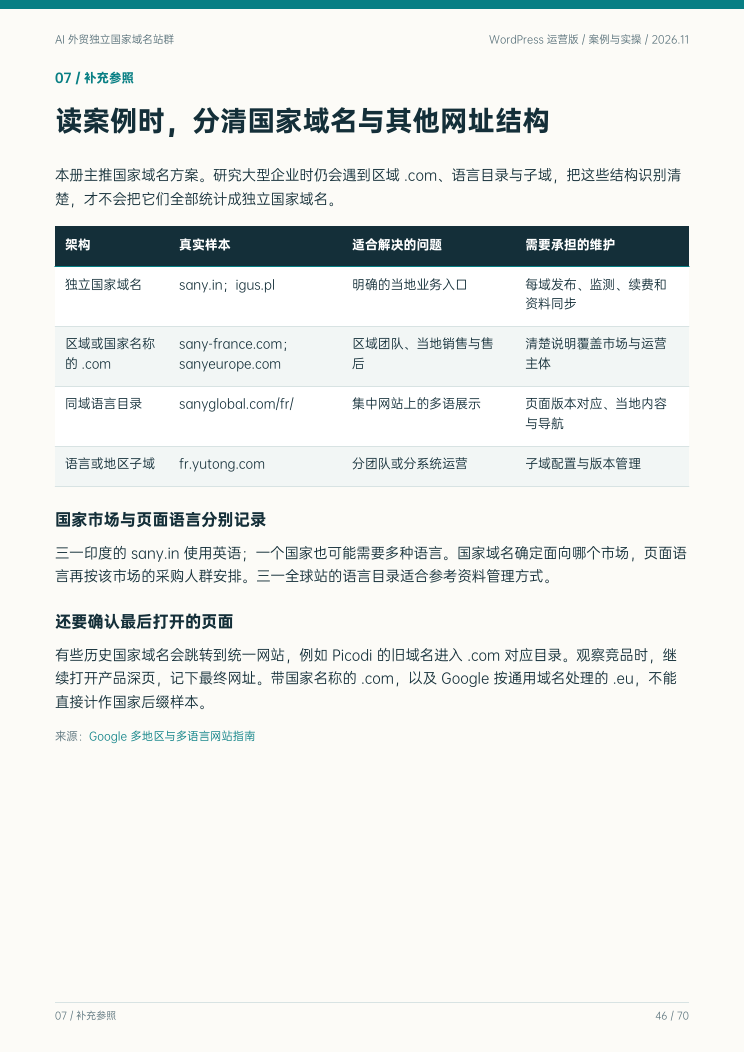 AI 外贸独立国家域名站群
WordPress 运营版 / 案例与实操 / 2026.11
07 / 补充参照
读案例时，分清国家域名与其他网址结构
本册主推国家域名方案。研究大型企业时仍会遇到区域 .com、语言目录与子域，把这些结构识别清
楚，才不会把它们全部统计成独立国家域名。
架构 真实样本 适合解决的问题 需要承担的维护
独立国家域名 sany.in；igus.pl 明确的当地业务入口 每域发布、监测、续费和
资料同步
区域或国家名称 sany-france.com； 区域团队、当地销售与售 清楚说明覆盖市场与运营
的 .com sanyeurope.com 后 主体
同域语言目录 sanyglobal.com/fr/ 集中网站上的多语展示 页面版本对应、当地内容
与导航
语言或地区子域 fr.yutong.com 分团队或分系统运营 子域配置与版本管理
国家市场与页面语言分别记录
三一印度的 sany.in 使用英语；一个国家也可能需要多种语言。国家域名确定面向哪个市场，页面语
言再按该市场的采购人群安排。三一全球站的语言目录适合参考资料管理方式。
还要确认最后打开的页面
有些历史国家域名会跳转到统一网站，例如 Picodi 的旧域名进入 .com 对应目录。观察竞品时，继
续打开产品深页，记下最终网址。带国家名称的 .com，以及 Google 按通用域名处理的 .eu，不能
直接计作国家后缀样本。
来源：Google 多地区与多语言网站指南
07 / 补充参照
46 / 70